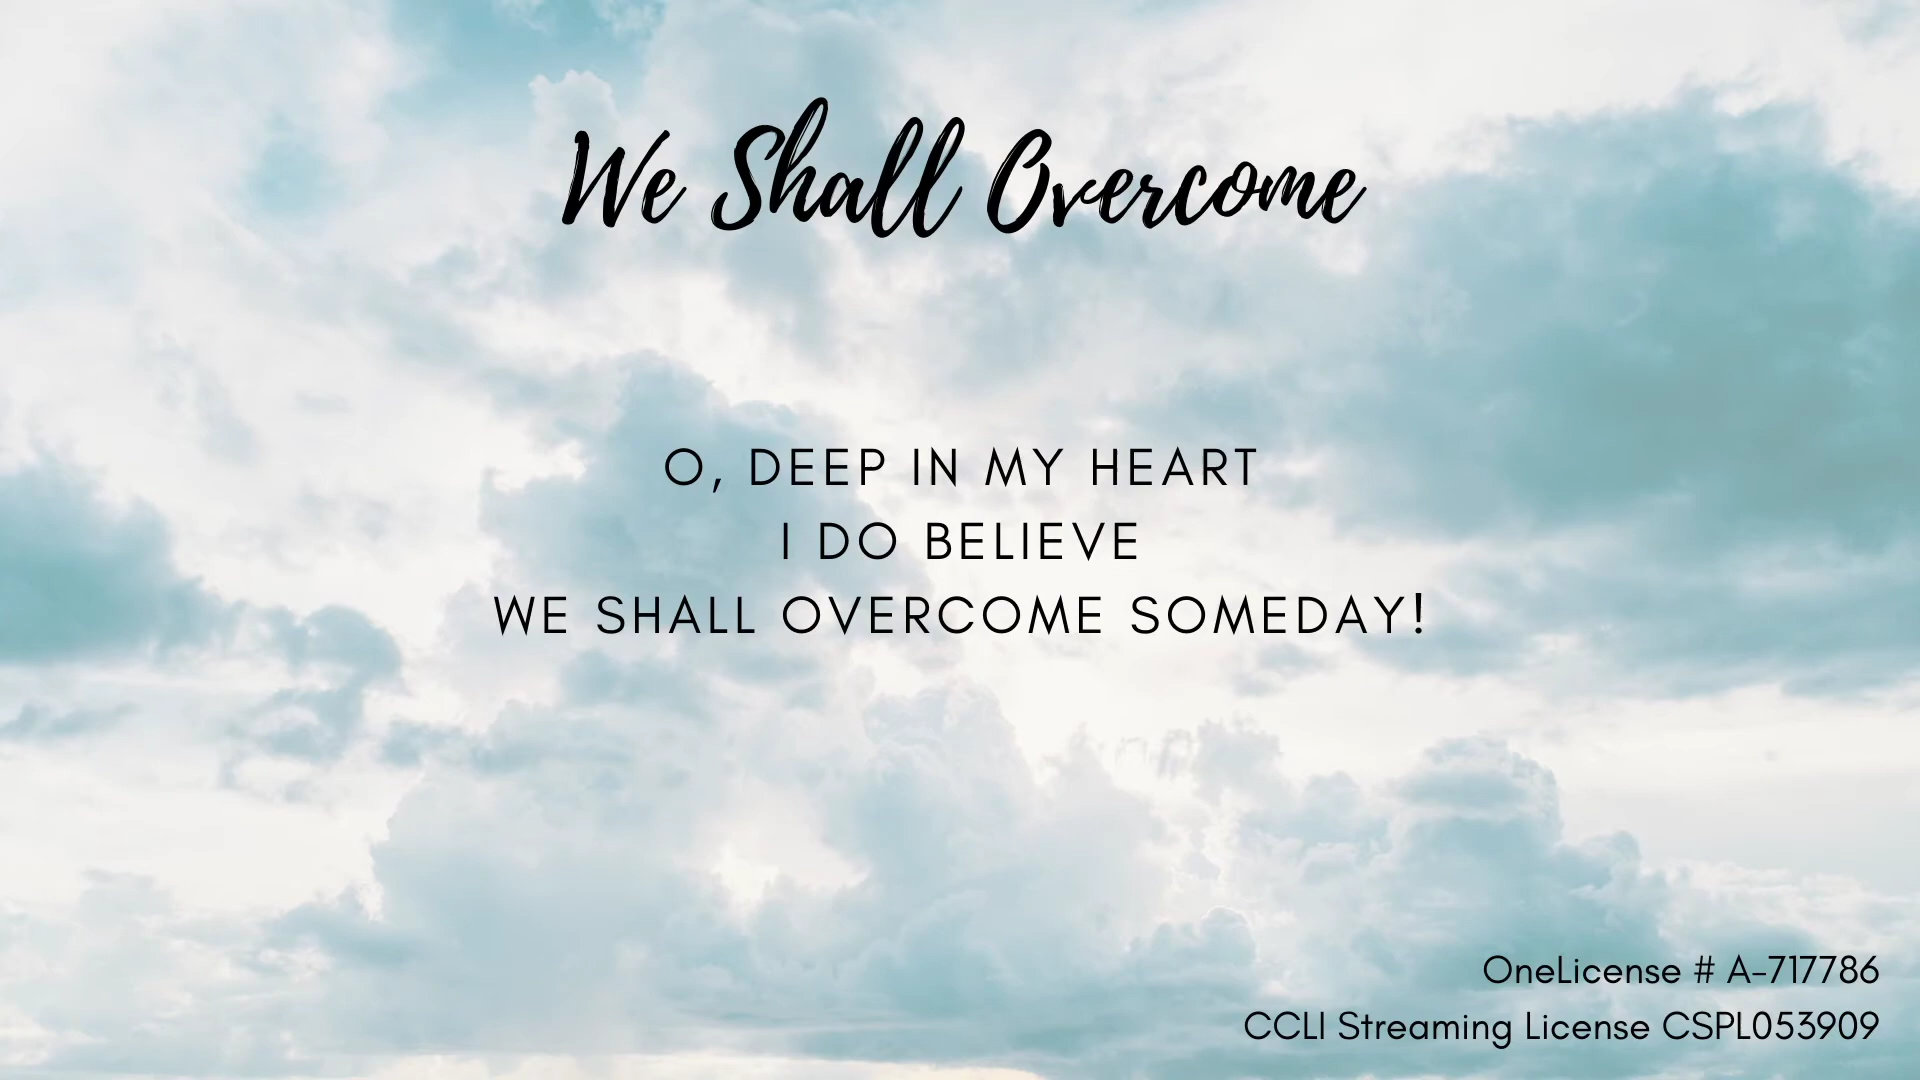 We Shall Overcome
O, DEEP IN MY HEART
I DO BELIEVE
WE SHALL OVERCOME SOMEDAY!
OneLicense # A-717786
CCLI Streaming License CSPL053909